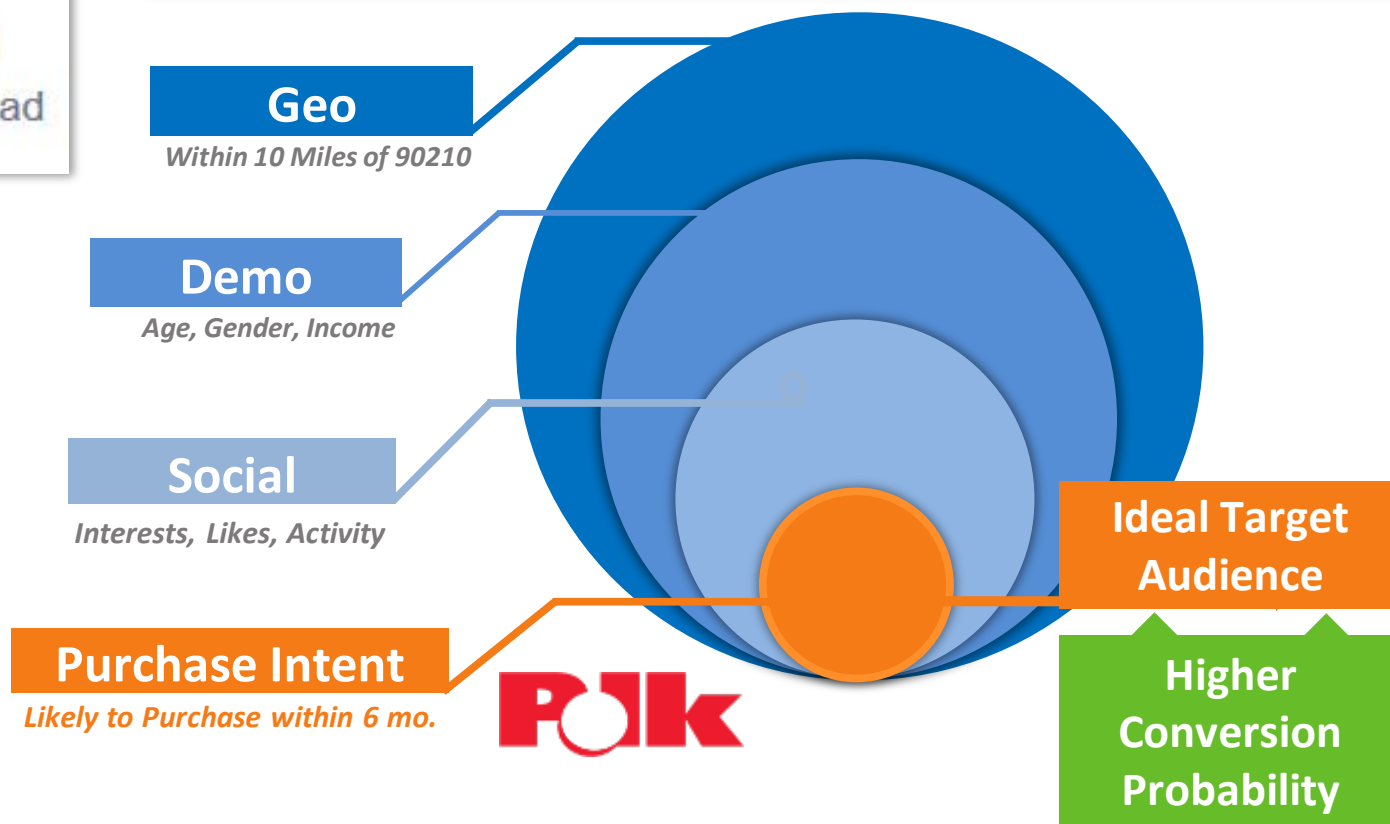 ad
Geo
Within 10 Miles of 90210
Demo
Age, Gender, Income
Social
Interests, Likes, Activity
Purchase Intent
Likely to Purchase within 6 mo.
Polk
Ideal Target
Audience
Higher
Conversion
Probability